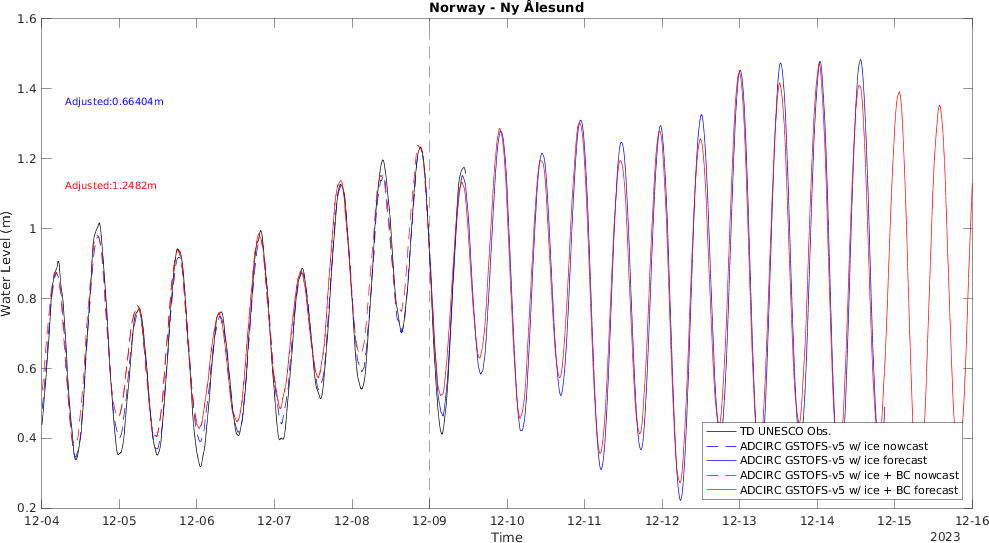 Norway - Ny Ålesund
1.6
1.4
1.2
1
0.8
0.6
0.4
0.2
Water Level (m)
Adjusted:0.66404m
Adjusted:1.2482m
TD UNESCO Obs.
ADCIRC GSTOFS-v5 w/ ice nowcast
ADCIRC GSTOFS-v5 w/ ice forecast
ADCIRC GSTOFS-v5 w/ ice + BC nowcast
ADCIRC GSTOFS-v5 w/ ice + BC forecast
12-04 12-05 12-06 12-07 12-08 12-09 12-10 12-11 12-12 12-13 12-14 12-15 12-16
Time
2023